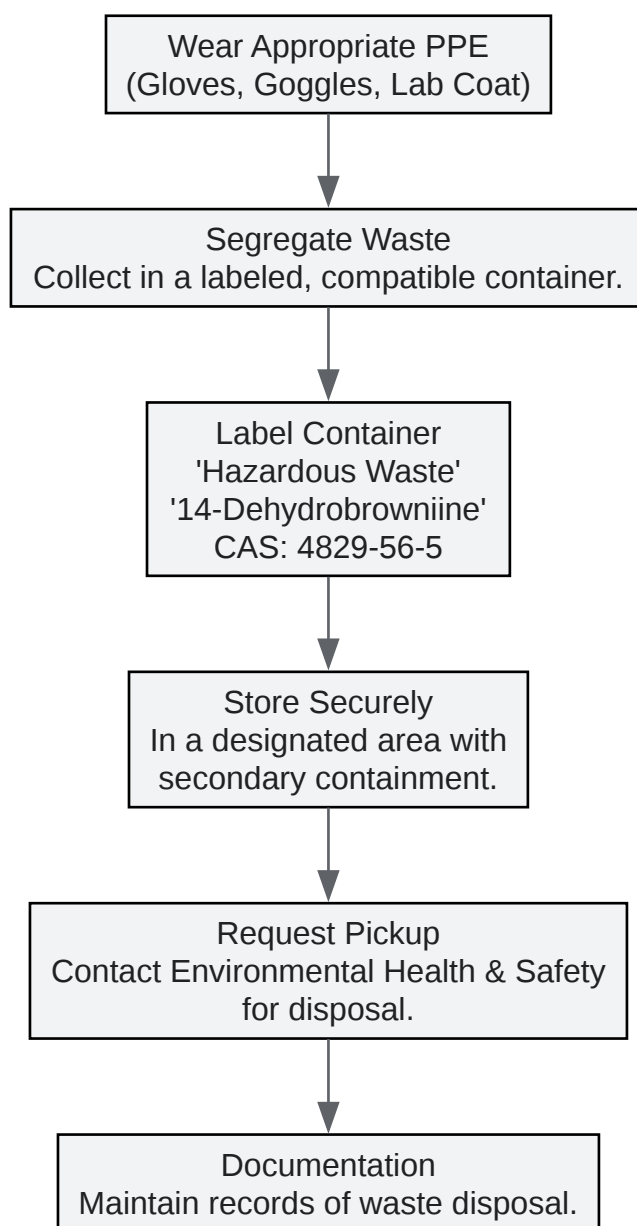 Wear Appropriate PPE
(Gloves, Goggles, Lab Coat)
Segregate Waste
Collect in a labeled, compatible container.
Label Container
'Hazardous Waste'
'14-Dehydrobrowniine'
CAS: 4829-56-5
Store Securely
In a designated area with
secondary containment.
Request Pickup
Contact Environmental Health & Safety
for disposal.
Documentation
Maintain records of waste disposal.